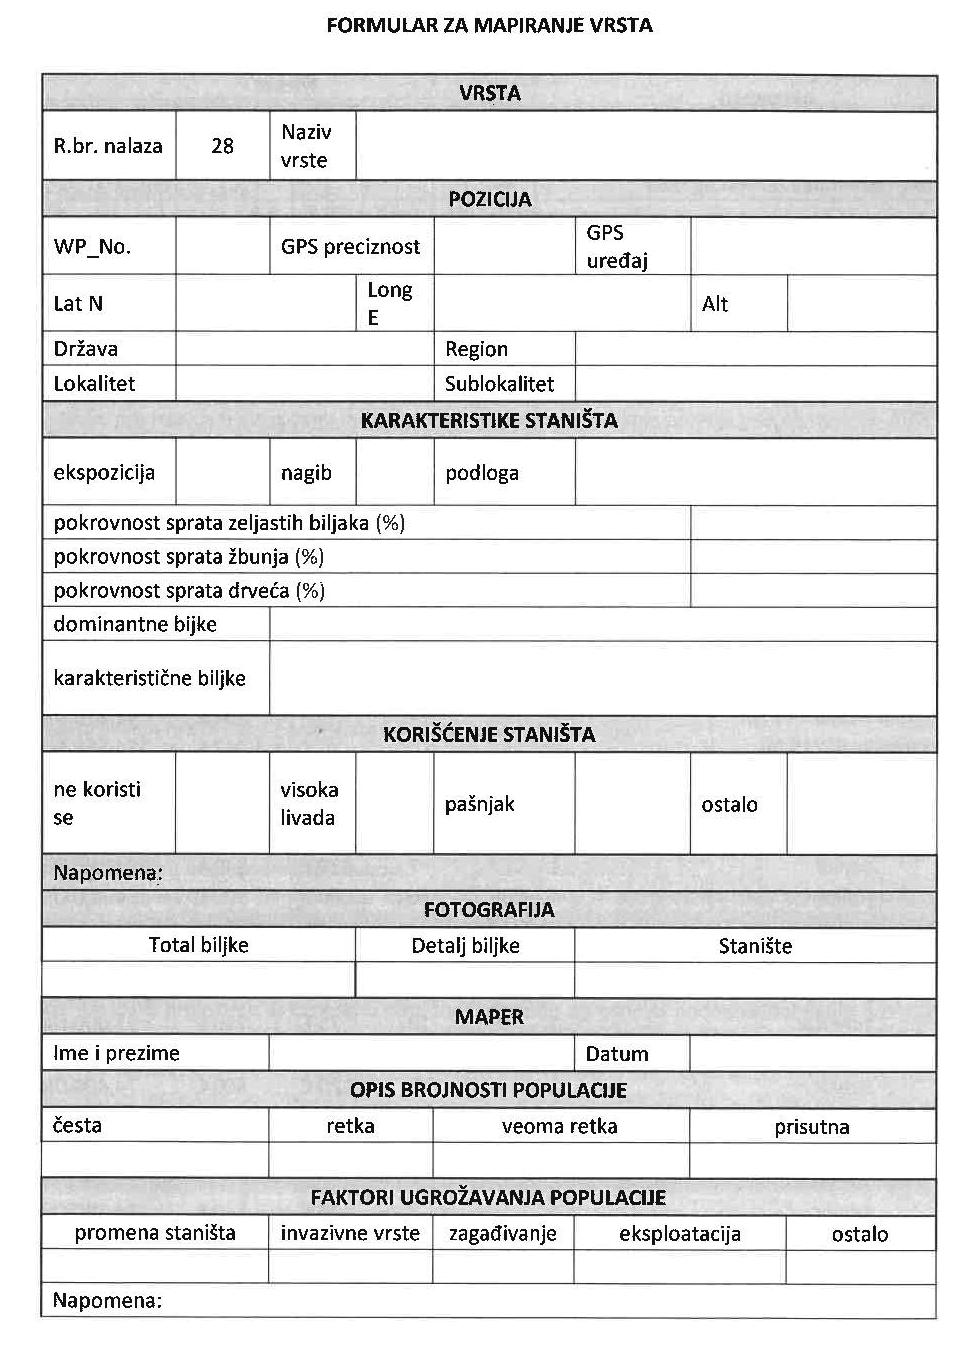 FORMULAR ZA MAPIRANJE VRSTA
VRSTA
R.br. nalaza 28 Naziv vrste
POZICIJA
WP_No. GPS preciznost GPS uređaj
Lat N Long E Alt
Država Region
Lokalitet Sublokalitet
KARAKTERISTIKE STANIŠTA
ekspozicija nagib podloga
pokrovnost sprata zeljastih biljaka (%)
pokrovnost sprata žbunja (%)
pokrovnost sprata drveća (%)
dominantne bijke
karakteristične biljke
KORIŠĆENJE STANIŠTA
ne koristi se visoka livada pašnjak ostalo
Napomena:
FOTOGRAFIJA
Total biljke Detalj biljke Stanište
MAPER
Ime i prezime Datum
OPIS BROJNOSTI POPULACIJE
česta retka veoma retka prisutna
FAKTORI UGROŽAVANJA POPULACIJE
promena staništa invazivne vrste zagađivanje eksploatacija ostalo
Napomena: